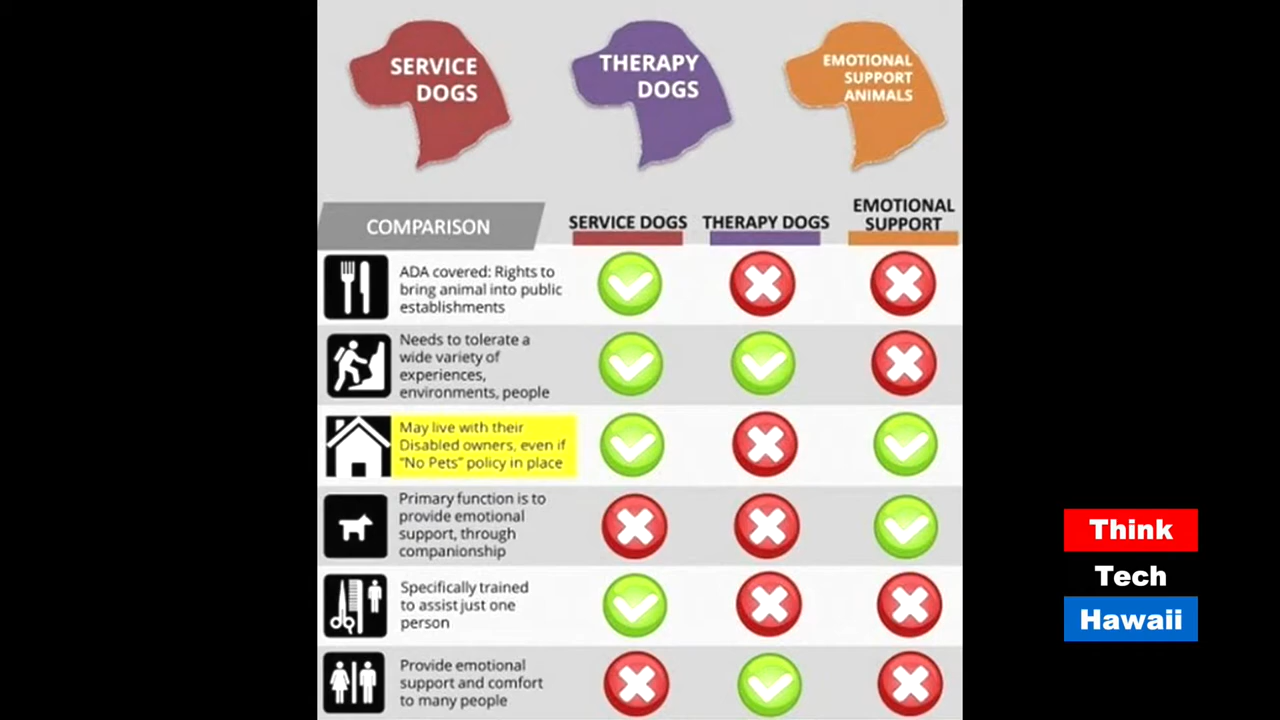 SERVICE
DOGS
THERAPY
DOGS
EMOTIONAL
SUPPORT
ANIMALS
COMPARISON
SERVICE DOGS
THERAPY DOGS
EMOTIONAL
SUPPORT
ADA covered: Rights to
bring animal into public
establishments
Needs to tolerate a
wide variety of
experiences,
environments, people
May live with their
Disabled owners, even if
"No Pets" policy in place
Primary function is to
provide emotional
support, through
companionship
Specifically trained
to assist just one
person
Provide emotional
support and comfort
to many people
Think
Tech
Hawaii